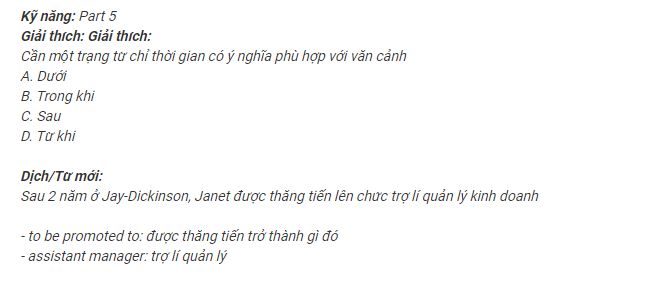 Kỹ năng: Part 5
Giải thích: Giải thích:
Cần một trạng từ chỉ thời gian có ý nghĩa phù hợp với văn cảnh
A. Dưới
B. Trong khi
C. Sau
D. Từ khi
Dịch/Từ mới:
Sau 2 năm ở Jay-Dickinson, Janet được thăng tiến lên chức trợ lí quản lý kinh doanh
- to be promoted to: được thăng tiến trở thành gì đó
- assistant manager: trợ lí quản lý